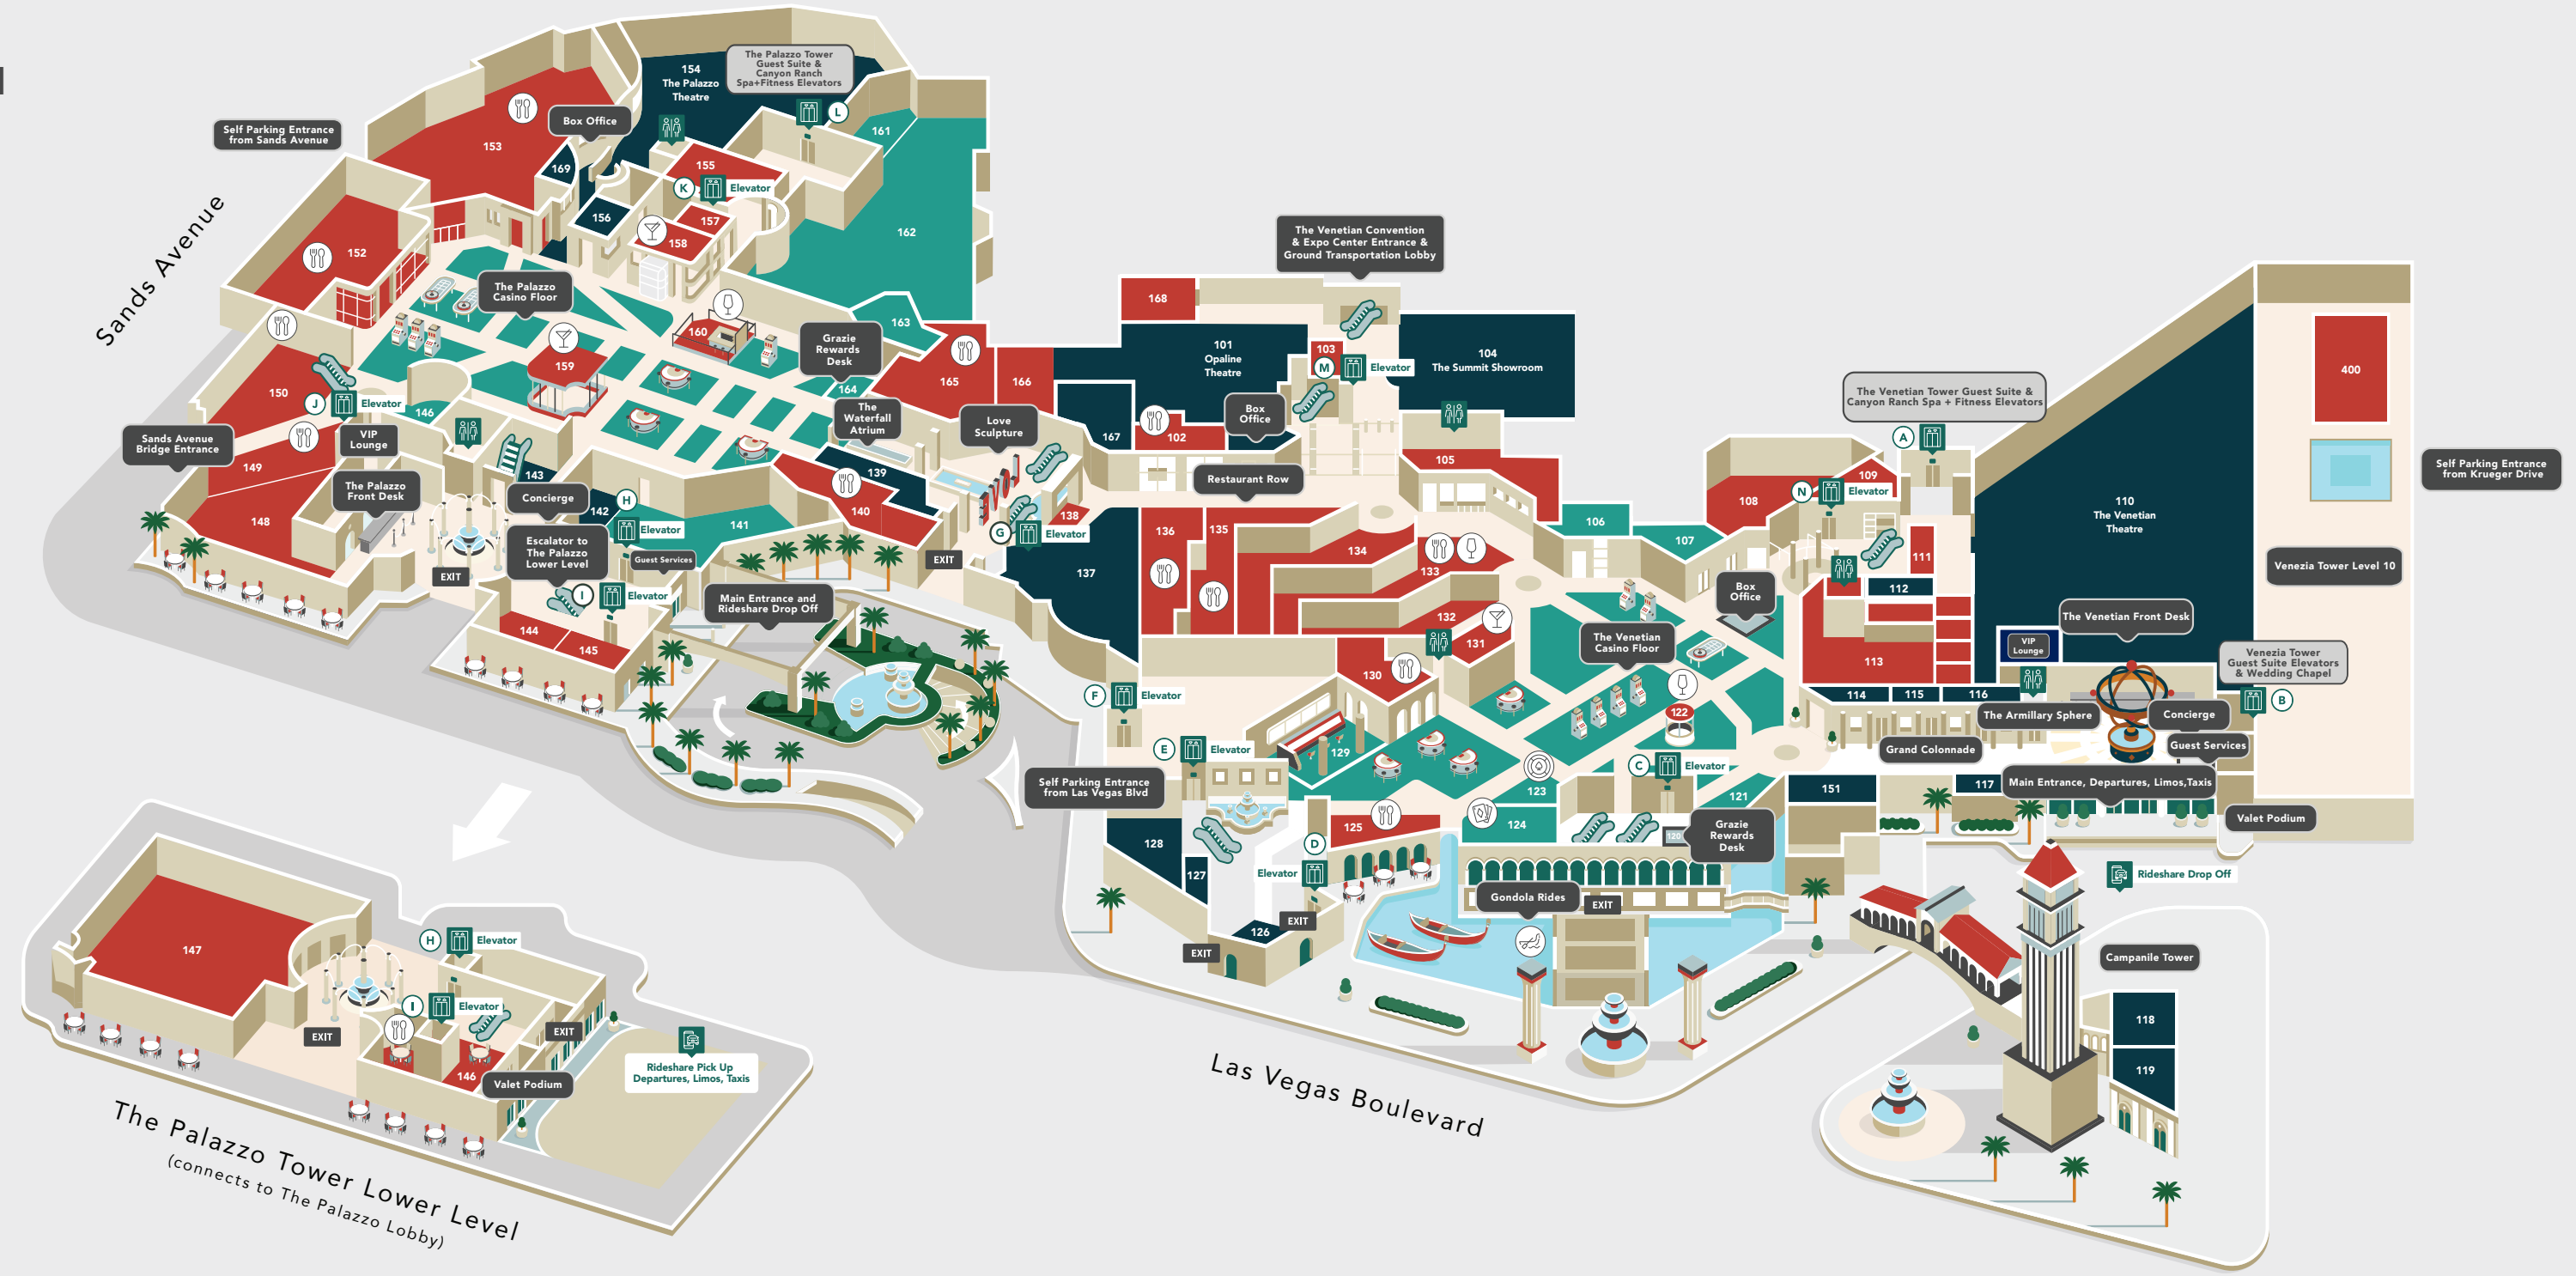 Sands Avenue
Self Parking Entrance
from Sands Avenue
153
Box Office
169
154
The Palazzo
Theatre
The Palazzo Tower
Guest Suite &
Canyon Ranch
Spa+Fitness Elevators
L
161
155
K
Elevator
156
157
158
162
152
The Palazzo
Casino Floor
160
163
159
Grazie
Rewards
Desk
164
165
166
150
J
Elevator
146
The
Waterfall
Atrium
Love
Sculpture
Sands Avenue
Bridge Entrance
VIP
Lounge
149
The Palazzo
Front Desk
143
Concierge
142
H
Elevator
141
139
140
138
G
Elevator
148
EXIT
Escalator to
The Palazzo
Lower Level
Guest Services
EXIT
I
Elevator
Main Entrance and
Rideshare Drop Off
144
145
The Venetian Convention
& Expo Center Entrance &
Ground Transportation Lobby
168
101
Opaline
Theatre
103
M
Elevator
104
The Summit Showroom
167
102
Box
Office
105
Restaurant Row
136
135
134
133
132
131
137
106
107
108
109
N
Elevator
A
The Venetian Tower Guest Suite &
Canyon Ranch Spa + Fitness Elevators
110
The Venetian
Theatre
400
Self Parking Entrance
from Krueger Drive
Venezia Tower Level 10
111
112
113
114
115
116
Box
Office
The Venetian
Casino Floor
130
122
F
Elevator
E
Elevator
129
Self Parking Entrance
from Las Vegas Blvd
123
C
Elevator
121
124
125
120
Grazie
Rewards
Desk
D
Elevator
128
127
126
EXIT
EXIT
Gondola Rides
EXIT
VIP
Lounge
The Venetian Front Desk
Venezia Tower
Guest Suite Elevators
& Wedding Chapel
B
The Armillary Sphere
Concierge
Grand Colonnade
Guest Services
151
117
Main Entrance, Departures, Limos,Taxis
Valet Podium
Rideshare Drop Off
Campanile Tower
118
119
Las Vegas Boulevard
147
H
Elevator
I
Elevator
EXIT
EXIT
146
Valet Podium
Rideshare Pick Up
Departures, Limos, Taxis
The Palazzo Tower Lower Level
(connects to The Palazzo Lobby)